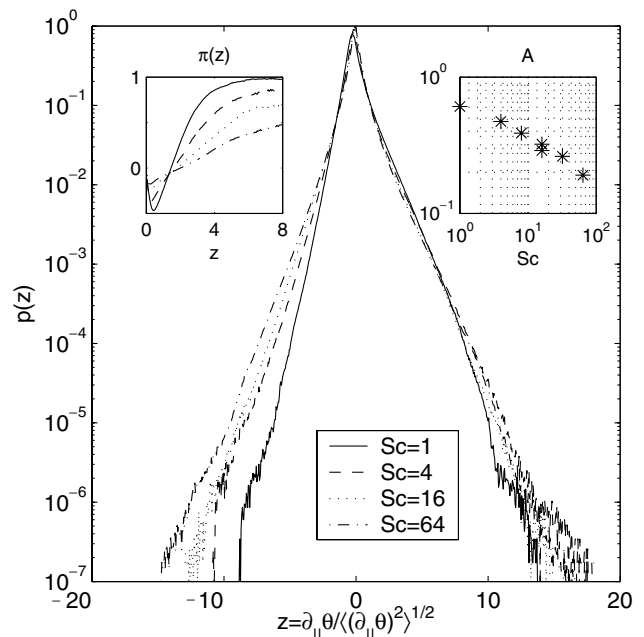 10^0
10^-1
10^-2
10^-3
10^-4
10^-5
10^-6
10^-7
p(z)
π(z)
1
0
0 4 8
z
A
10^0
10^-1
10^0 10^1 10^2
Sc
Sc=1
Sc=4
Sc=16
Sc=64
−20 −10 0 10 20
z=∂_||θ/⟨(∂_||θ)^2⟩^1/2